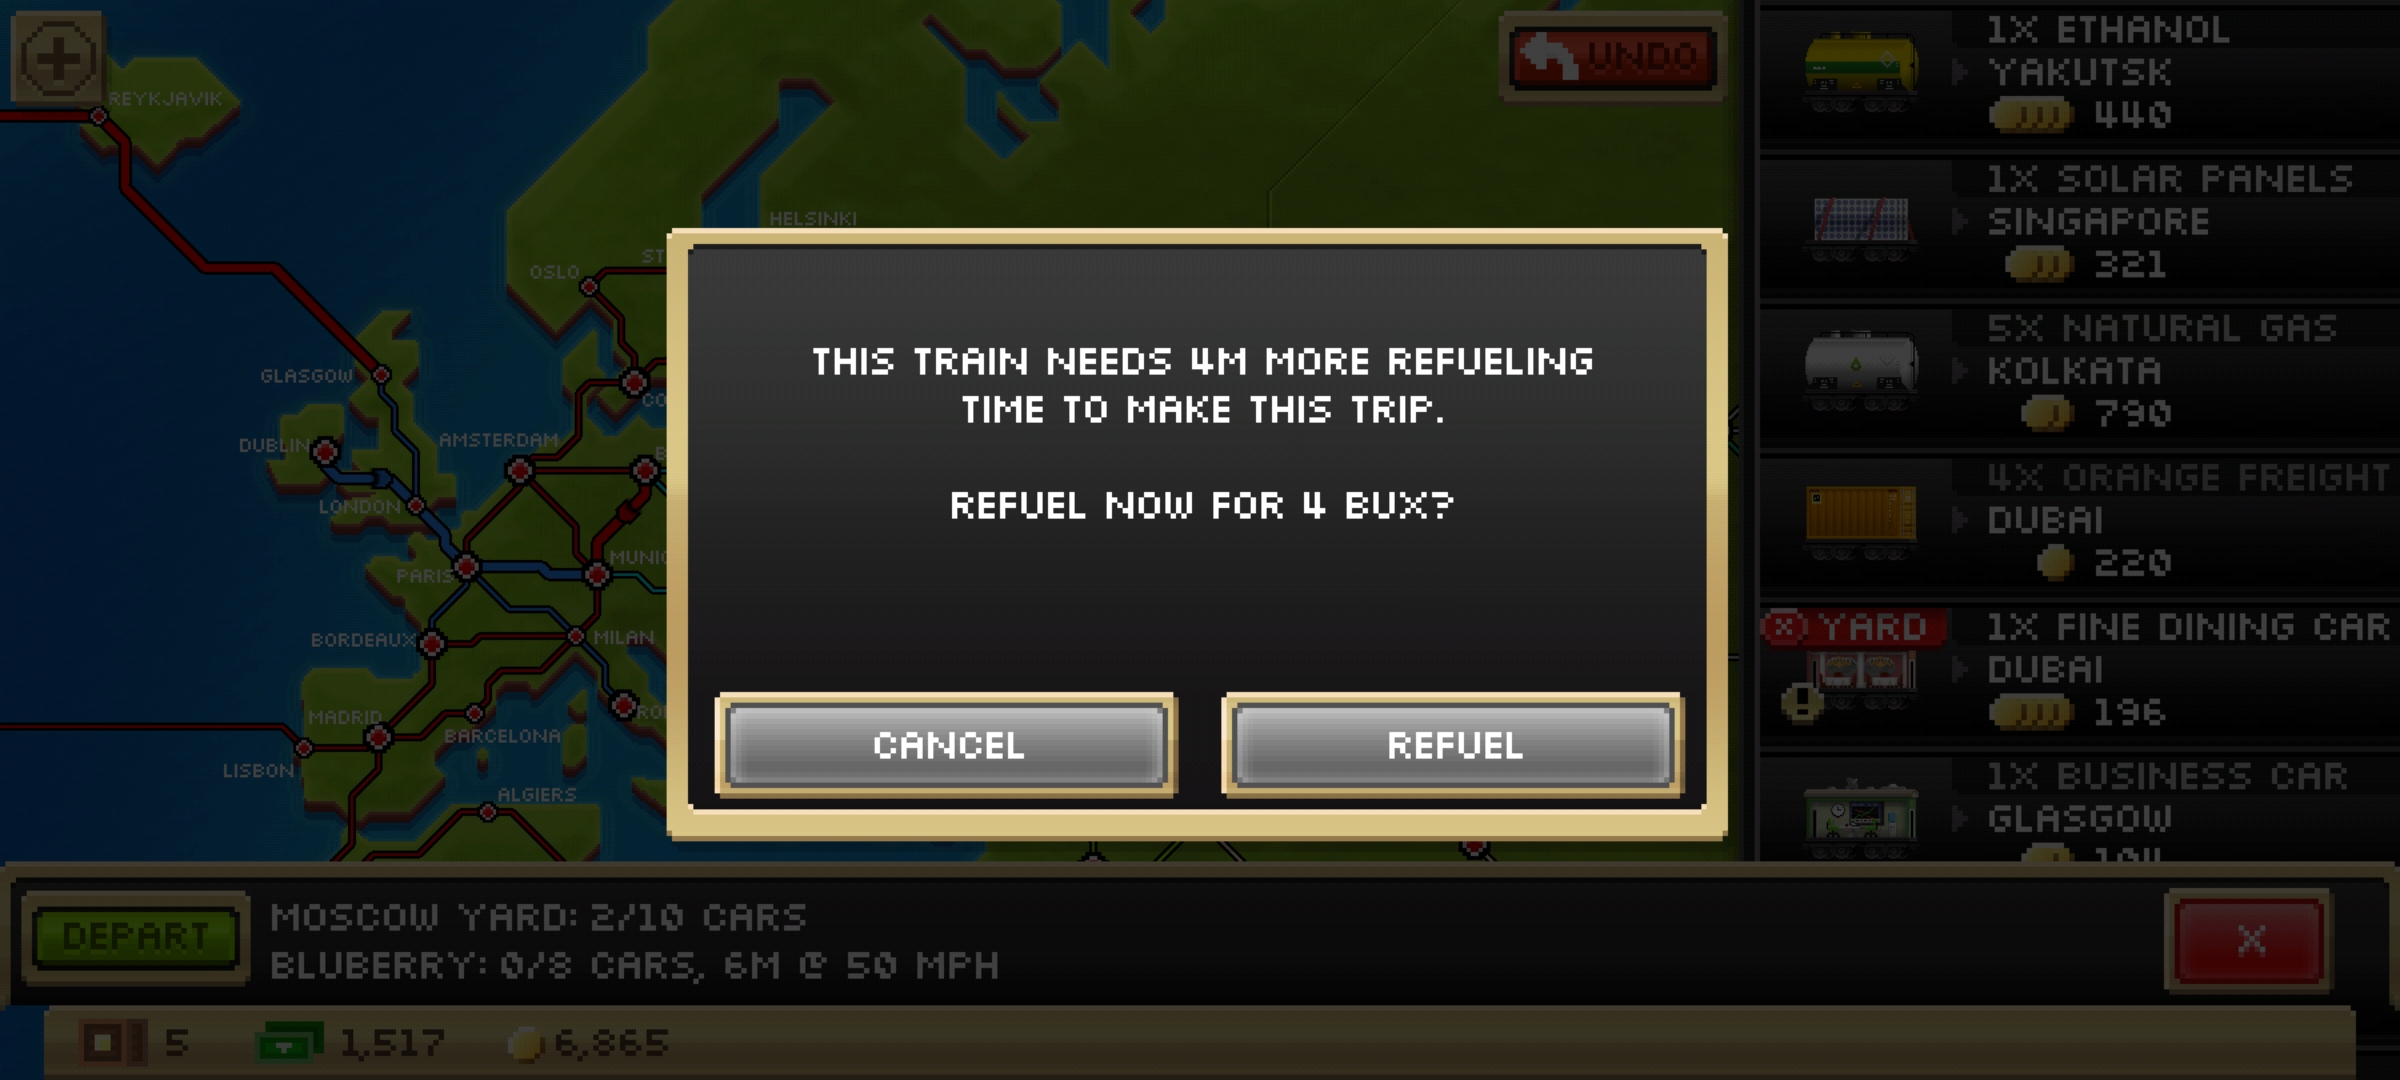 REYKJAVIK
UNDO
HELSINKI
OSLO
ST
GLASGOW
CO
DUBLIN
AMSTERDAM
B
LONDON
MUNIC
PARIS
BORDEAUX
MILAN
MADRID
RO
BARCELONA
LISBON
ALGIERS
THIS TRAIN NEEDS 4M MORE REFUELING
TIME TO MAKE THIS TRIP.
REFUEL NOW FOR 4 BUX?
CANCEL
REFUEL
1X ETHANOL
YAKUTSK
440
1X SOLAR PANELS
SINGAPORE
321
5X NATURAL GAS
KOLKATA
790
4X ORANGE FREIGHT
DUBAI
220
X YARD
1X FINE DINING CAR
DUBAI
196
1X BUSINESS CAR
GLASGOW
DEPART
MOSCOW YARD: 2/10 CARS
BLUBERRY: 0/8 CARS, 6M @ 50 MPH
X
5
1,517
6,865